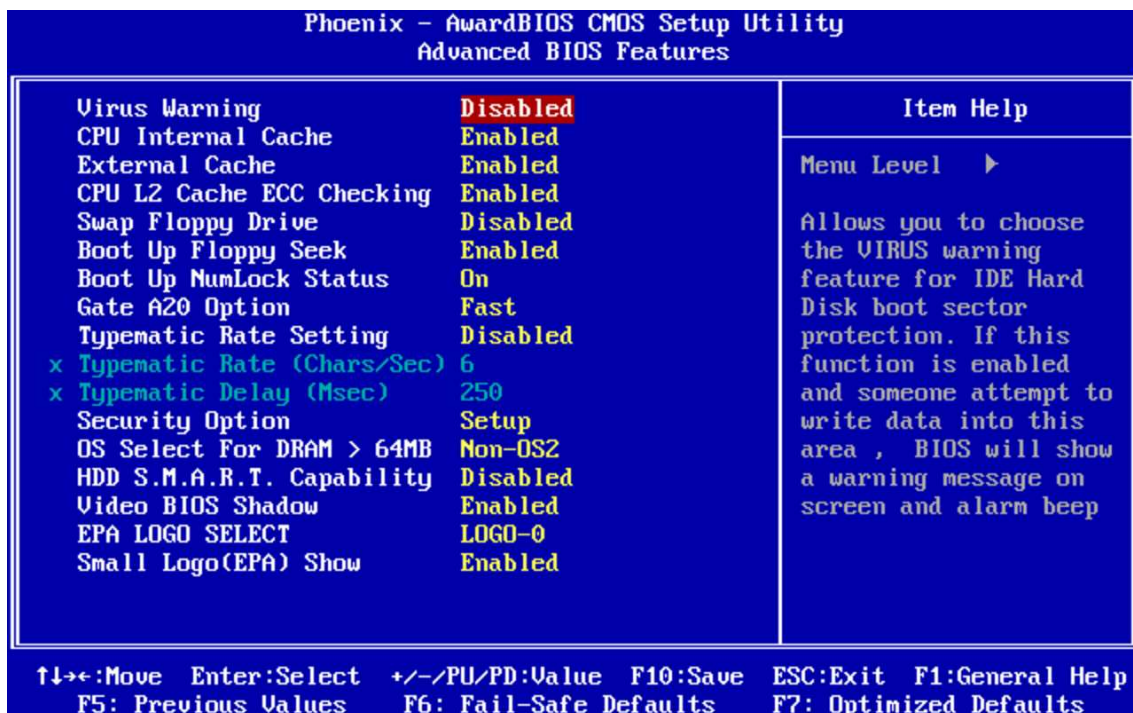 Phoenix - AwardBIOS CMOS Setup Utility
Advanced BIOS Features
Virus Warning Disabled
CPU Internal Cache Enabled
External Cache Enabled
CPU L2 Cache ECC Checking Enabled
Swap Floppy Drive Disabled
Boot Up Floppy Seek Enabled
Boot Up NumLock Status On
Gate A20 Option Fast
Typematic Rate Setting Disabled
x Typematic Rate (Chars/Sec) 6
x Typematic Delay (Msec) 250
Security Option Setup
OS Select For DRAM > 64MB Non-OS2
HDD S.M.A.R.T. Capability Disabled
Video BIOS Shadow Enabled
EPA LOGO SELECT LOGO-0
Small Logo(EPA) Show Enabled
Item Help
Menu Level ▶
Allows you to choose
the VIRUS warning
feature for IDE Hard
Disk boot sector
protection. If this
function is enabled
and someone attempt to
write data into this
area , BIOS will show
a warning message on
screen and alarm beep
↑↓→←:Move Enter:Select +/-/PU/PD:Value F10:Save ESC:Exit F1:General Help
F5: Previous Values F6: Fail-Safe Defaults F7: Optimized Defaults